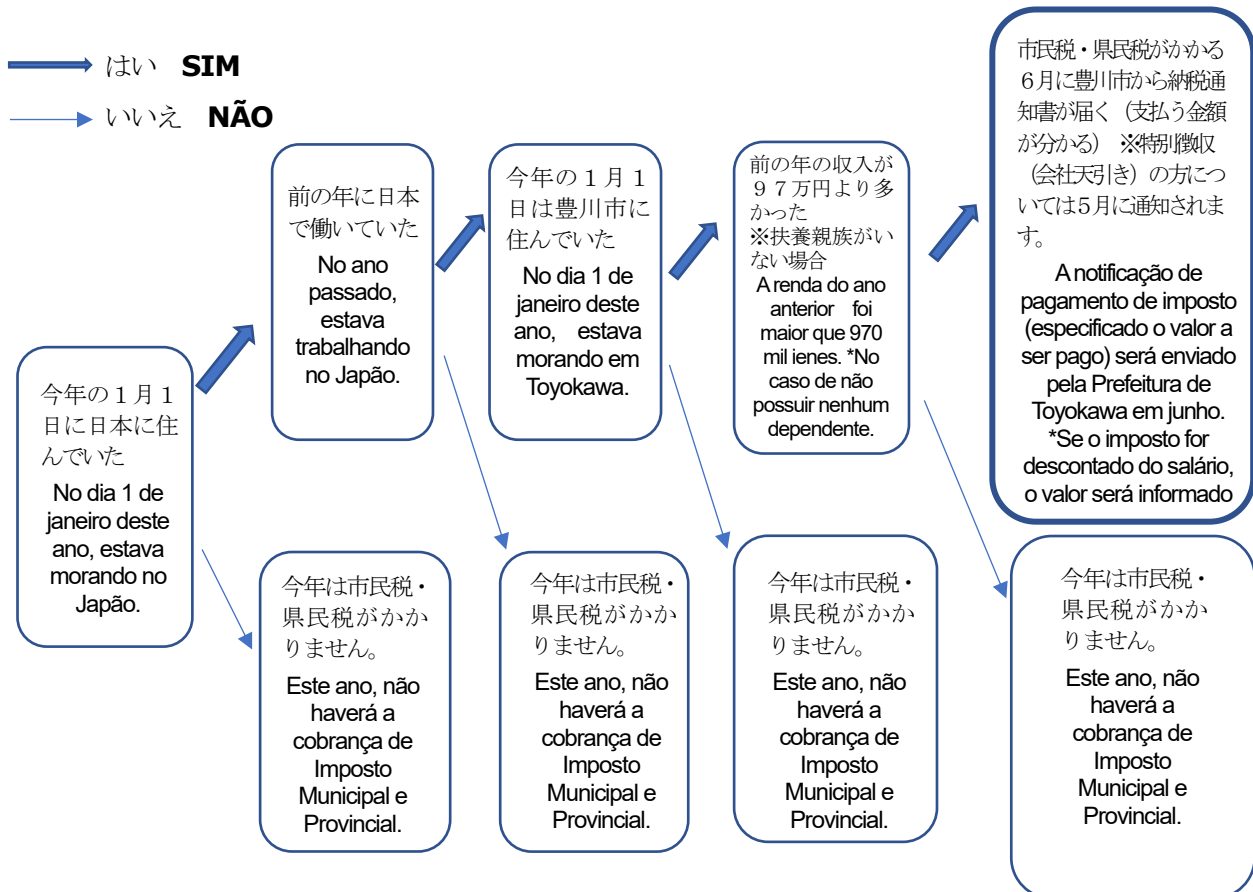 はい SIM
いいえ NÃO
今年の１月１
日に日本に住
んでいた
No dia 1 de
janeiro deste
ano, estava
morando no
Japão.
前の年に日本
で働いていた
No ano
passado,
estava
trabalhando
no Japão.
今年の１月１
日は豊川市に
住んでいた
No dia 1 de
janeiro deste
ano, estava
morando em
Toyokawa.
前の年の収入が
９７万円より多
かった
※扶養親族がい
ない場合
A renda do ano
anterior foi
maior que 970
mil ienes. *No
caso de não
possuir nenhum
dependente.
市民税・県民税がかかる
６月に豊川市から納税通
知書が届く（支払う金額
が分かる） ※特別徴収
（会社天引き）の方につ
いては５月に通知されま
す。
A notificação de
pagamento de imposto
(especificado o valor a
ser pago) será enviado
pela Prefeitura de
Toyokawa em junho.
*Se o imposto for
descontado do salário,
o valor será informado
今年は市民税・
県民税がかか
りません。
Este ano, não
haverá a
cobrança de
Imposto
Municipal e
Provincial.
今年は市民税・
県民税がかか
りません。
Este ano, não
haverá a
cobrança de
Imposto
Municipal e
Provincial.
今年は市民税・
県民税がかか
りません。
Este ano, não
haverá a
cobrança de
Imposto
Municipal e
Provincial.
今年は市民税・
県民税がかか
りません。
Este ano, não
haverá a
cobrança de
Imposto
Municipal e
Provincial.